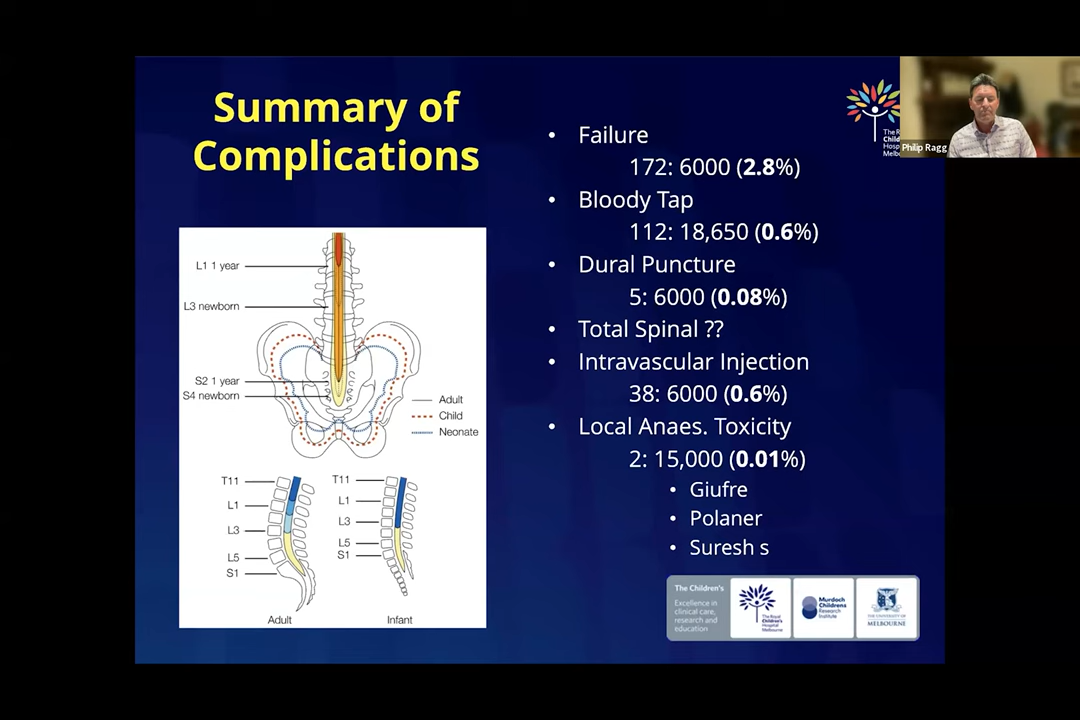 Summary of
Complications
L1 1 year
L3 newborn
S2 1 year
S4 newborn
Adult
Child
Neonate
T11
L1
L3
L5
S1
Adult
T11
L1
L3
L5
S1
Infant
• Failure
172: 6000 (2.8%)
• Bloody Tap
112: 18,650 (0.6%)
• Dural Puncture
5: 6000 (0.08%)
• Total Spinal ??
• Intravascular Injection
38: 6000 (0.6%)
• Local Anaes. Toxicity
2: 15,000 (0.01%)
• Giufre
• Polaner
• Suresh s
Philip Ragg
The Children's
Excellence in
clinical care,
research and
education
The Royal
Children's
Hospital
Melbourne
Murdoch
Childrens
Research
Institute
THE UNIVERSITY OF
MELBOURNE